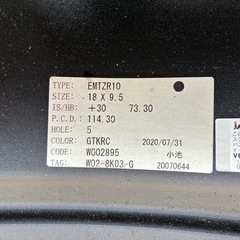 TYPE: EMTZR10
SIZE: 18 X 9.5
IS/HB: +30 73.30
P.C.D: 114.30
HOLE: 5
COLOR: GTKRC 2020/07/31
CODE: W002895 小池
TAG: W02-8K03-G 20070644